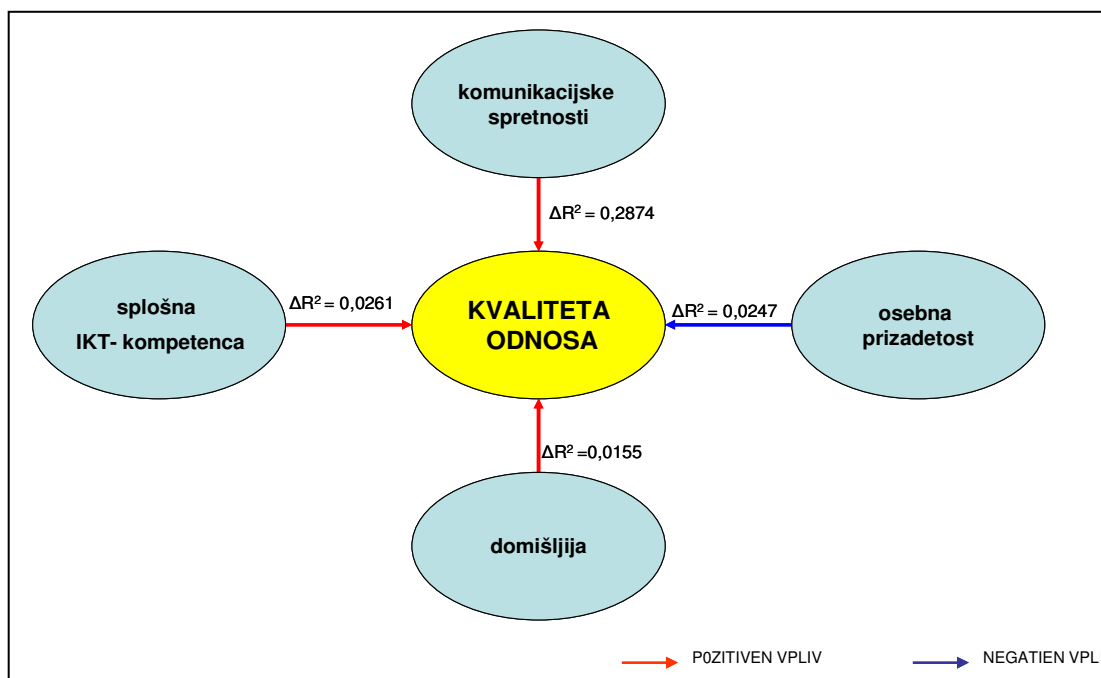 komunikacijske
spretnosti
ΔR² = 0,2874
splošna
IKT- kompetenca
ΔR² = 0,0261
KVALITETA
ODNOSA
ΔR² = 0,0247
osebna
prizadetost
ΔR² =0,0155
domišljija
P0ZITIVEN VPLIV
NEGATIEN VPLI